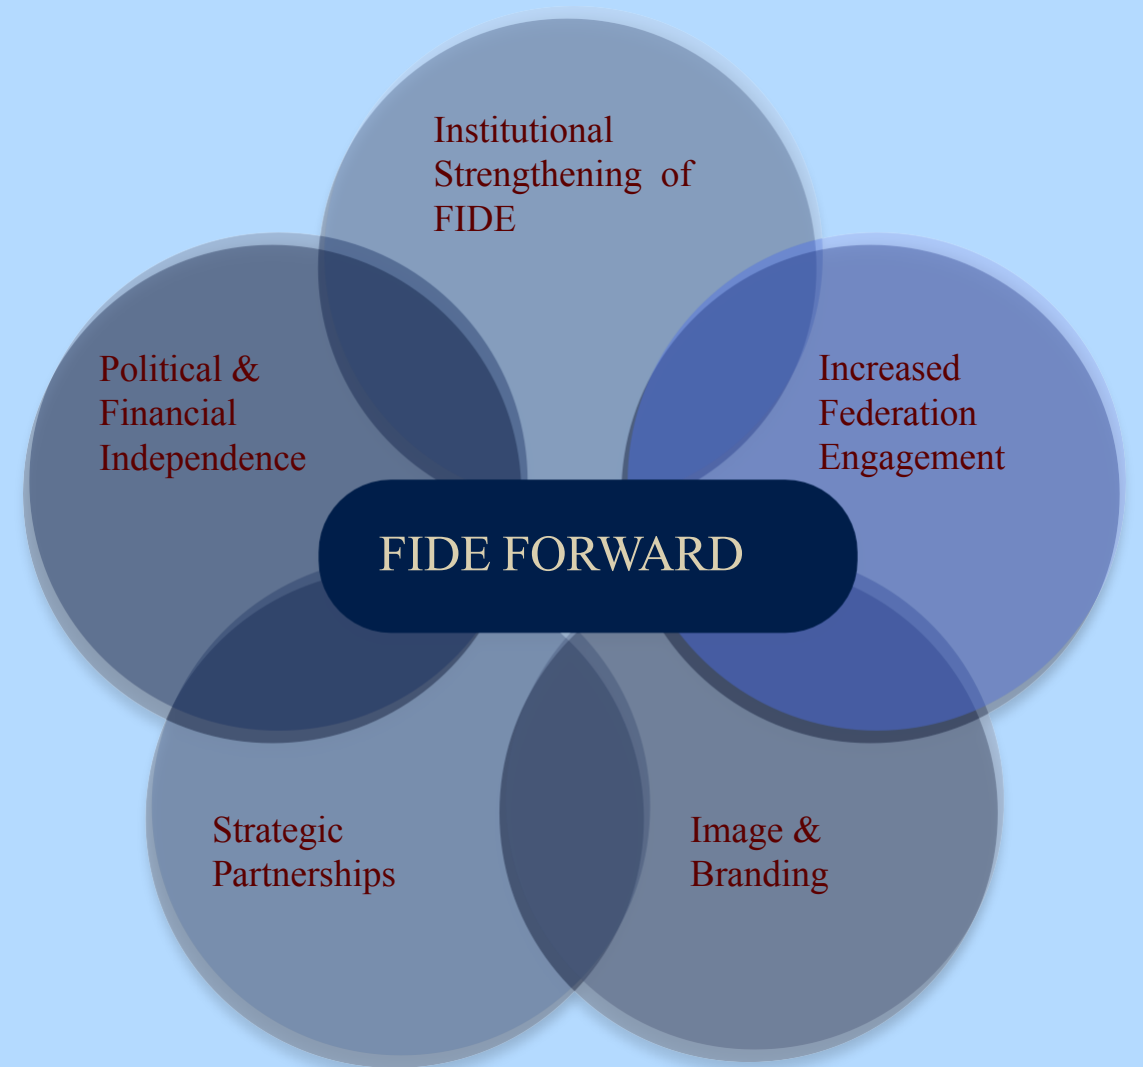 Institutional
Strengthening of
FIDE
Political &
Financial
Independence
Increased
Federation
Engagement
FIDE FORWARD
Strategic
Partnerships
Image &
Branding